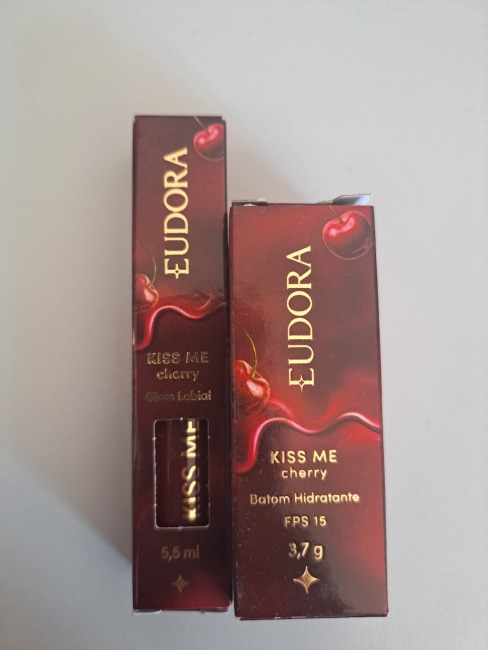 EUDORA
KISS ME
cherry
Gloss Labial
KISS ME
5,5 ml
EUDORA
KISS ME
cherry
Batom Hidratante
FPS 15
3,7 g